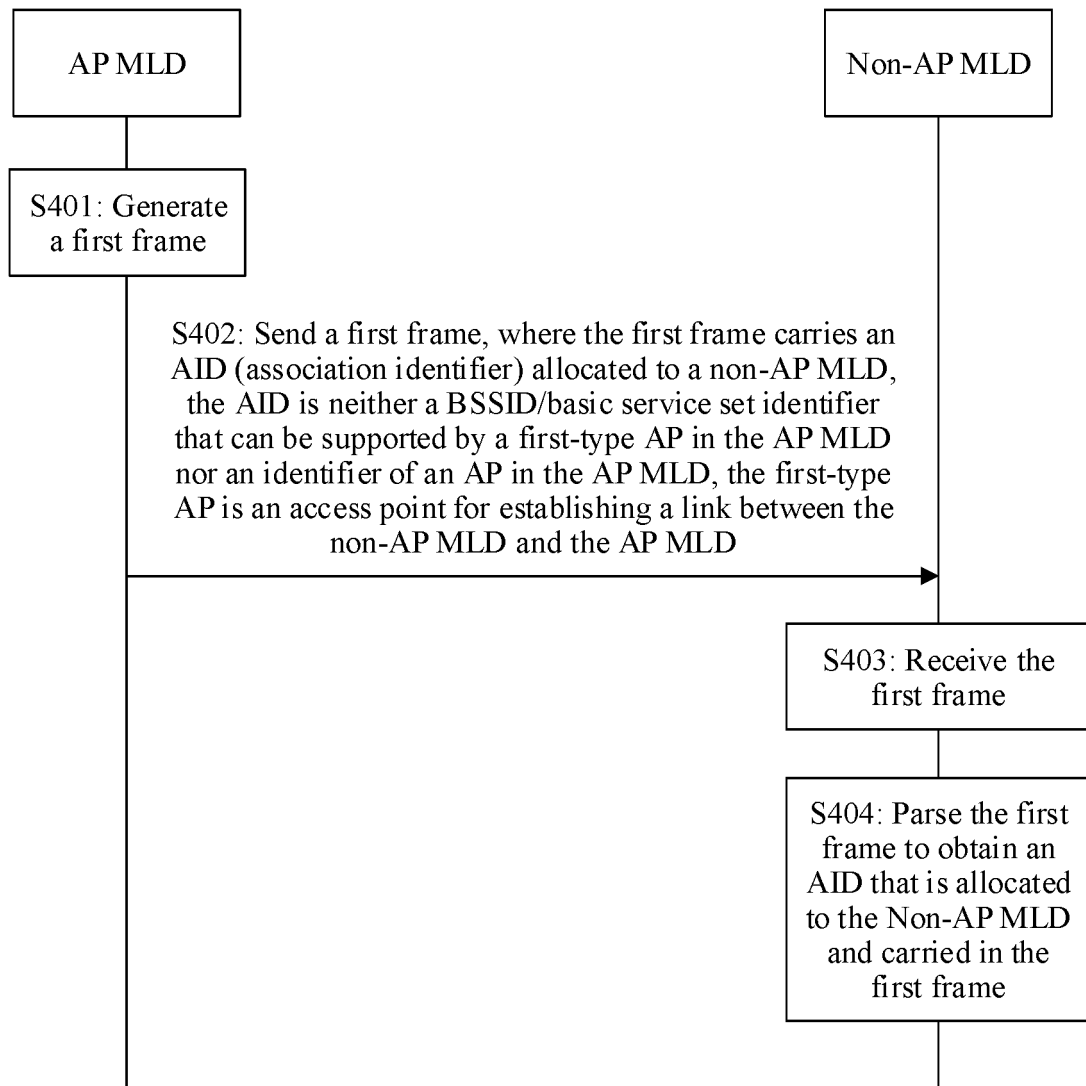 AP MLD
Non-AP MLD
S401: Generate
a first frame
S402: Send a first frame, where the first frame carries an
AID (association identifier) allocated to a non-AP MLD,
the AID is neither a BSSID/basic service set identifier
that can be supported by a first-type AP in the AP MLD
nor an identifier of an AP in the AP MLD, the first-type
AP is an access point for establishing a link between the
non-AP MLD and the AP MLD
S403: Receive the
first frame
S404: Parse the first
frame to obtain an
AID that is allocated
to the Non-AP MLD
and carried in the
first frame